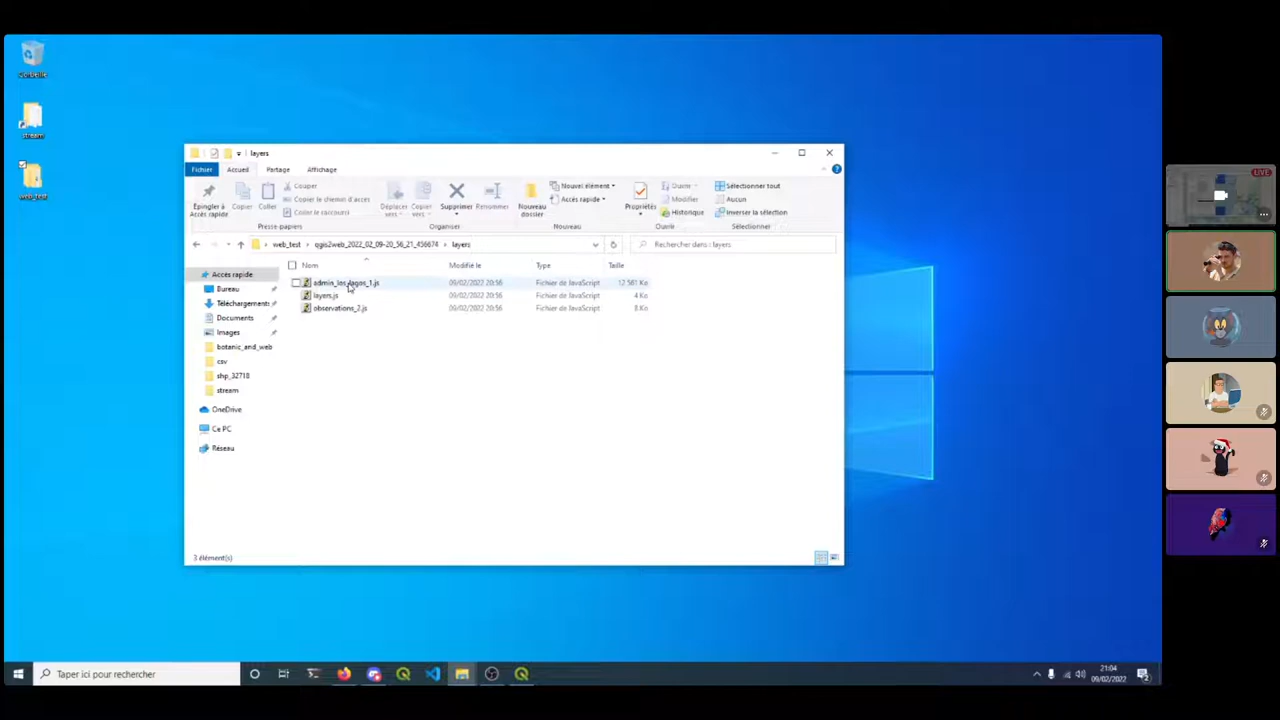 LIVE
Corbeille
stream
web_test
layers
Fichier
Accueil
Partage
Affichage
Épingler à
Accès rapide
Copier
Coller
Couper
Copier le chemin d'accès
Coller le raccourci
Presse-papiers
Déplacer
vers
Copier
vers
Supprimer
Renommer
Organiser
Nouveau
dossier
Nouvel élément
Accès rapide
Nouveau
Propriétés
Ouvrir
Modifier
Historique
Ouvrir
Sélectionner tout
Aucun
Inverser la sélection
Sélectionner
web_test › qgis2web_2022_02_09-20_56_21_456674 › layers
Rechercher dans : layers
Nom Modifié le Type Taille
admin_los_lagos_1.js 09/02/2022 20:56 Fichier de JavaScript 12 561 Ko
layers.js 09/02/2022 20:56 Fichier de JavaScript 4 Ko
observations_2.js 09/02/2022 20:56 Fichier de JavaScript 8 Ko
Accès rapide
Bureau
Téléchargements
Documents
Images
botanic_and_web
csv
shp_32718
stream
OneDrive
Ce PC
Réseau
3 élément(s)
Taper ici pour rechercher
21:04
09/02/2022